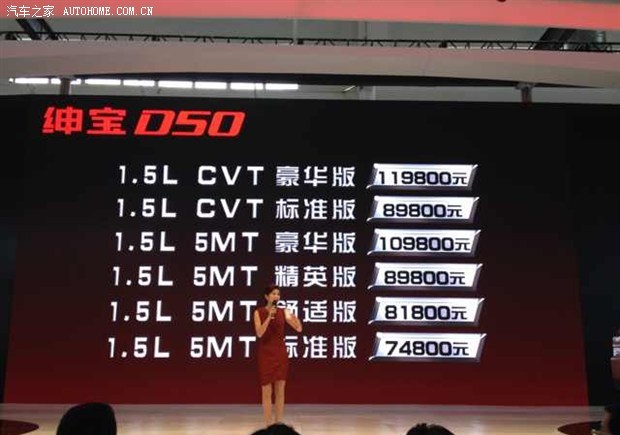 汽车之家 AUTOHOME.COM.CN
绅宝D50
1.5L CVT 豪华版 119800元
1.5L CVT 标准版 89800元
1.5L 5MT 豪华版 109800元
1.5L 5MT 精英版 89800元
1.5L 5MT 舒适版 81800元
1.5L 5MT 标准版 74800元